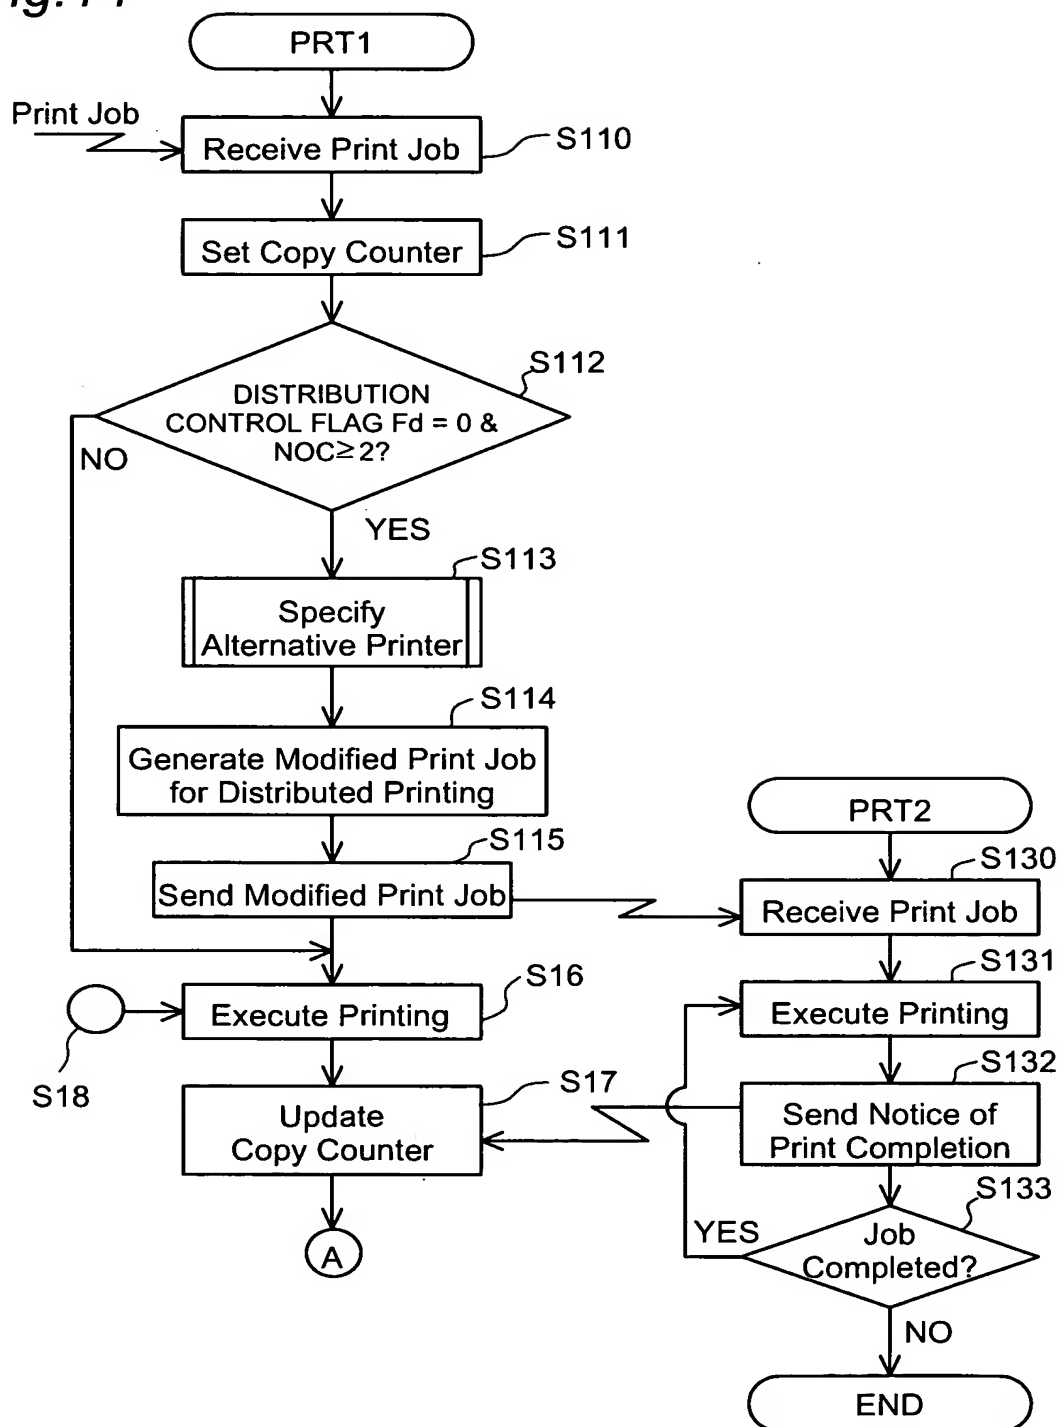 PRT1
Print Job
Receive Print Job
S110
Set Copy Counter
S111
S112
DISTRIBUTION
CONTROL FLAG Fd = 0 &
NOC≥2?
NO
YES
S113
Specify
Alternative Printer
S114
Generate Modified Print Job
for Distributed Printing
S115
Send Modified Print Job
PRT2
S130
Receive Print Job
S131
Execute Printing
S16
Execute Printing
S18
S132
Send Notice of
Print Completion
S17
Update
Copy Counter
A
S133
Job
Completed?
YES
NO
END